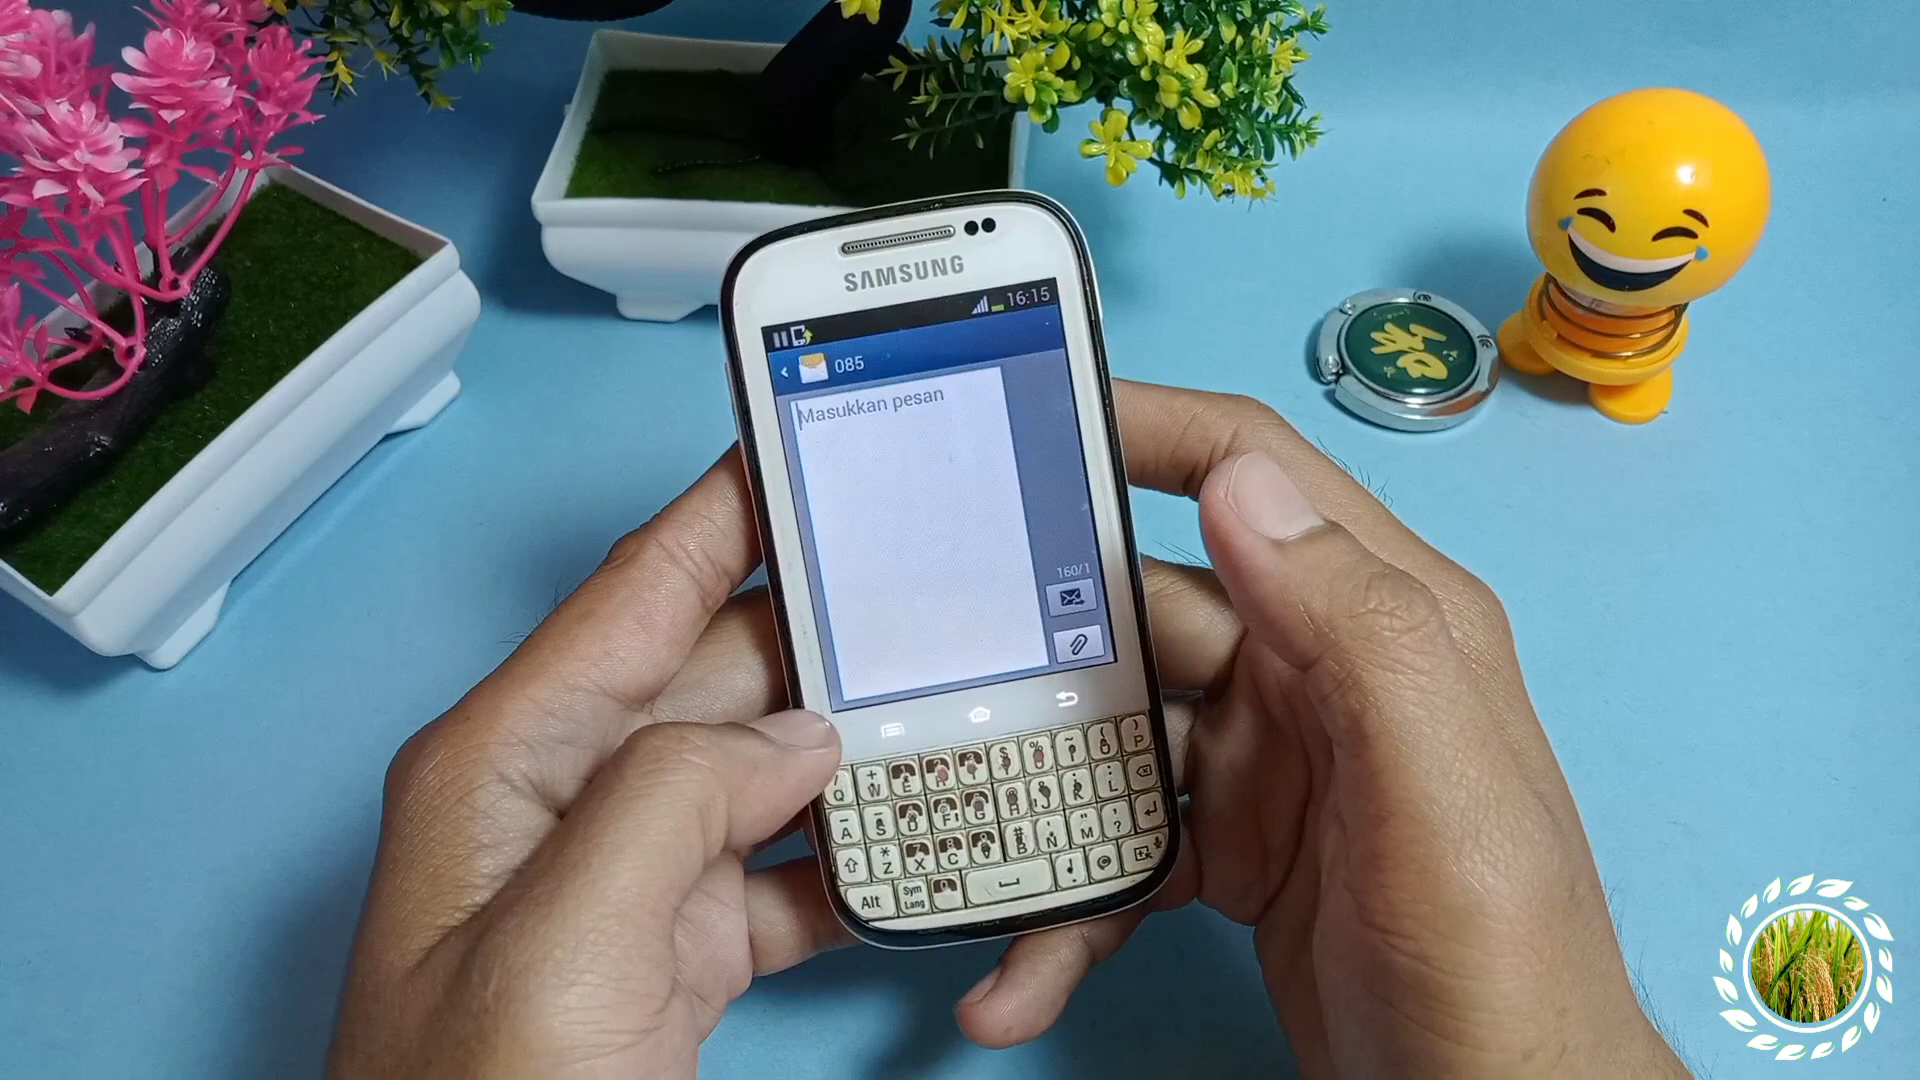 SAMSUNG
16:15
085
Masukkan pesan
160/1
Q W E R T Y U I O P
A S D F G H J K L
Z X C V B N M ?
Alt
Sym
Lang